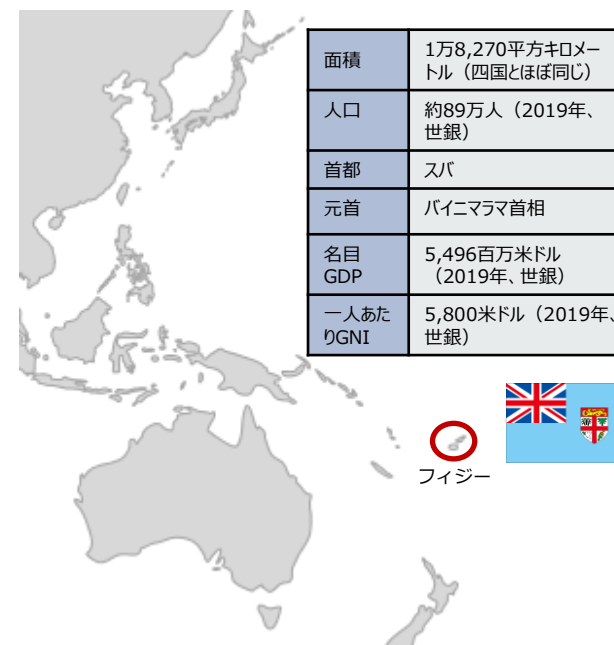 面積
1万8,270平方キロメー
トル（四国とほぼ同じ）
人口
約89万人（2019年、
世銀）
首都
スバ
元首
バイニマラマ首相
名目
GDP
5,496百万米ドル
（2019年、世銀）
一人あた
りGNI
5,800米ドル（2019年、
世銀）
フィジー